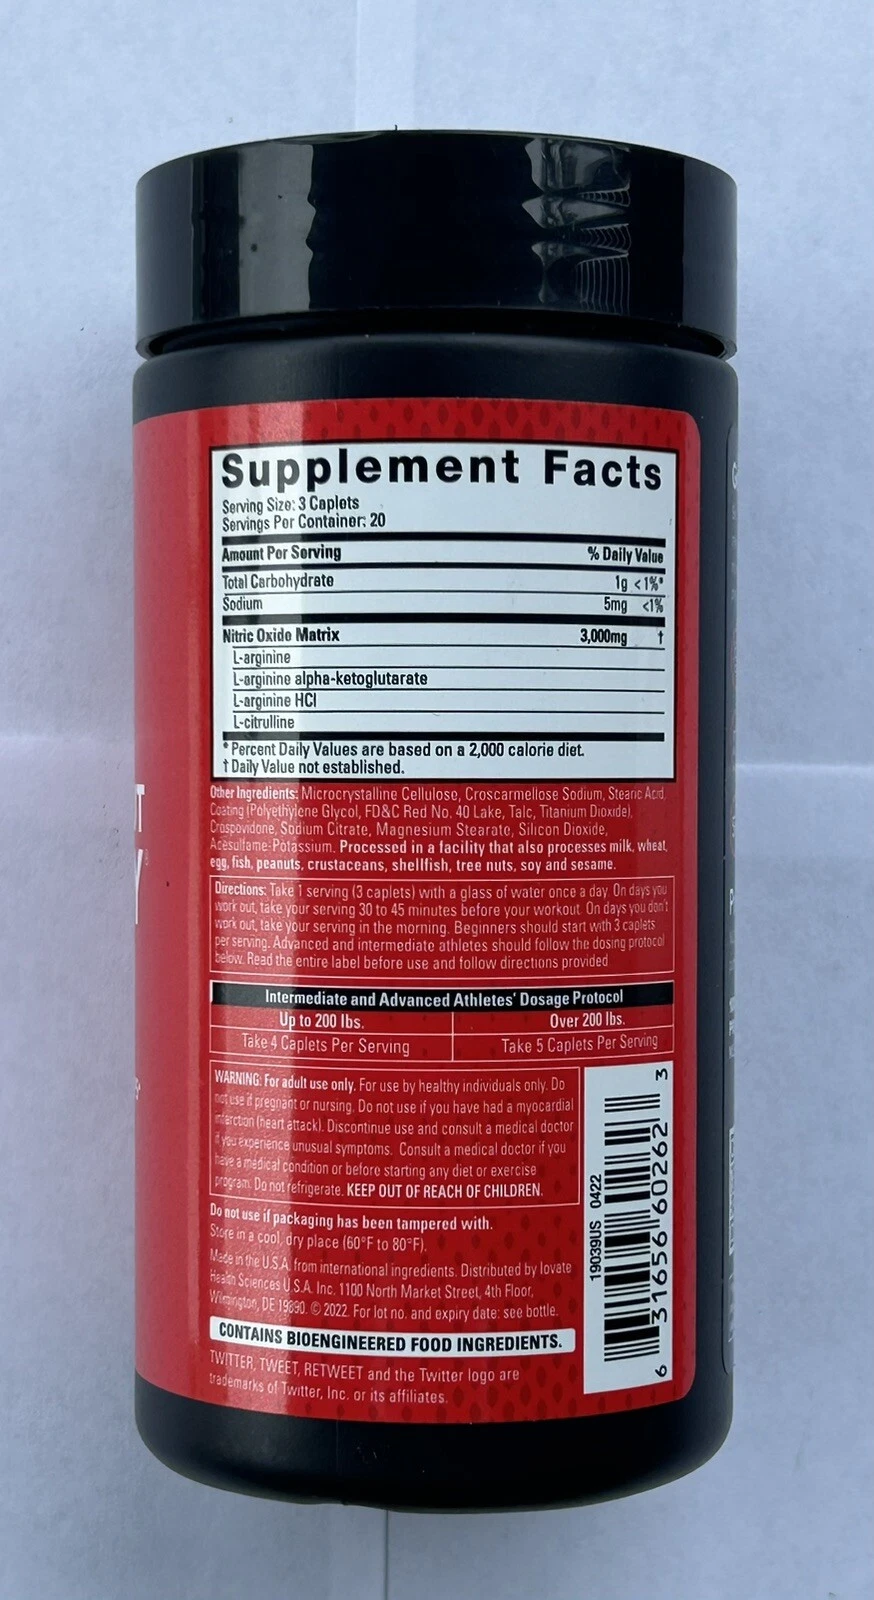 Supplement Facts
Serving Size: 3 Caplets
Servings Per Container: 20
Amount Per Serving % Daily Value
Total Carbohydrate 1g <1%*
Sodium 5mg <1%
Nitric Oxide Matrix 3,000mg †
L-arginine
L-arginine alpha-ketoglutarate
L-arginine HCl
L-citrulline
* Percent Daily Values are based on a 2,000 calorie diet.
† Daily Value not established.
Other Ingredients: Microcrystalline Cellulose, Croscarmellose Sodium, Stearic Acid,
Coating (Polyethylene Glycol, FD&C Red No. 40 Lake, Talc, Titanium Dioxide),
Crospovidone, Sodium Citrate, Magnesium Stearate, Silicon Dioxide,
Acesulfame-Potassium. Processed in a facility that also processes milk, wheat,
egg, fish, peanuts, crustaceans, shellfish, tree nuts, soy and sesame.
Directions: Take 1 serving (3 caplets) with a glass of water once a day. On days you
work out, take your serving 30 to 45 minutes before your workout. On days you don't
work out, take your serving in the morning. Beginners should start with 3 caplets
per serving. Advanced and intermediate athletes should follow the dosing protocol
below. Read the entire label before use and follow directions provided
Intermediate and Advanced Athletes' Dosage Protocol
Up to 200 lbs. Over 200 lbs.
Take 4 Caplets Per Serving Take 5 Caplets Per Serving
WARNING: For adult use only. For use by healthy individuals only. Do
not use if pregnant or nursing. Do not use if you have had a myocardial
infarction (heart attack). Discontinue use and consult a medical doctor
if you experience unusual symptoms. Consult a medical doctor if you
have a medical condition or before starting any diet or exercise
program. Do not refrigerate. KEEP OUT OF REACH OF CHILDREN.
Do not use if packaging has been tampered with.
Store in a cool, dry place (60°F to 80°F).
Made in the U.S.A. from international ingredients. Distributed by Iovate
Health Sciences U.S.A. Inc. 1100 North Market Street, 4th Floor,
Wilmington, DE 19890. © 2022. For lot no. and expiry date: see bottle.
CONTAINS BIOENGINEERED FOOD INGREDIENTS.
TWITTER, TWEET, RETWEET and the Twitter logo are
trademarks of Twitter, Inc. or its affiliates.
19039US 0422
6 31656 60262 3